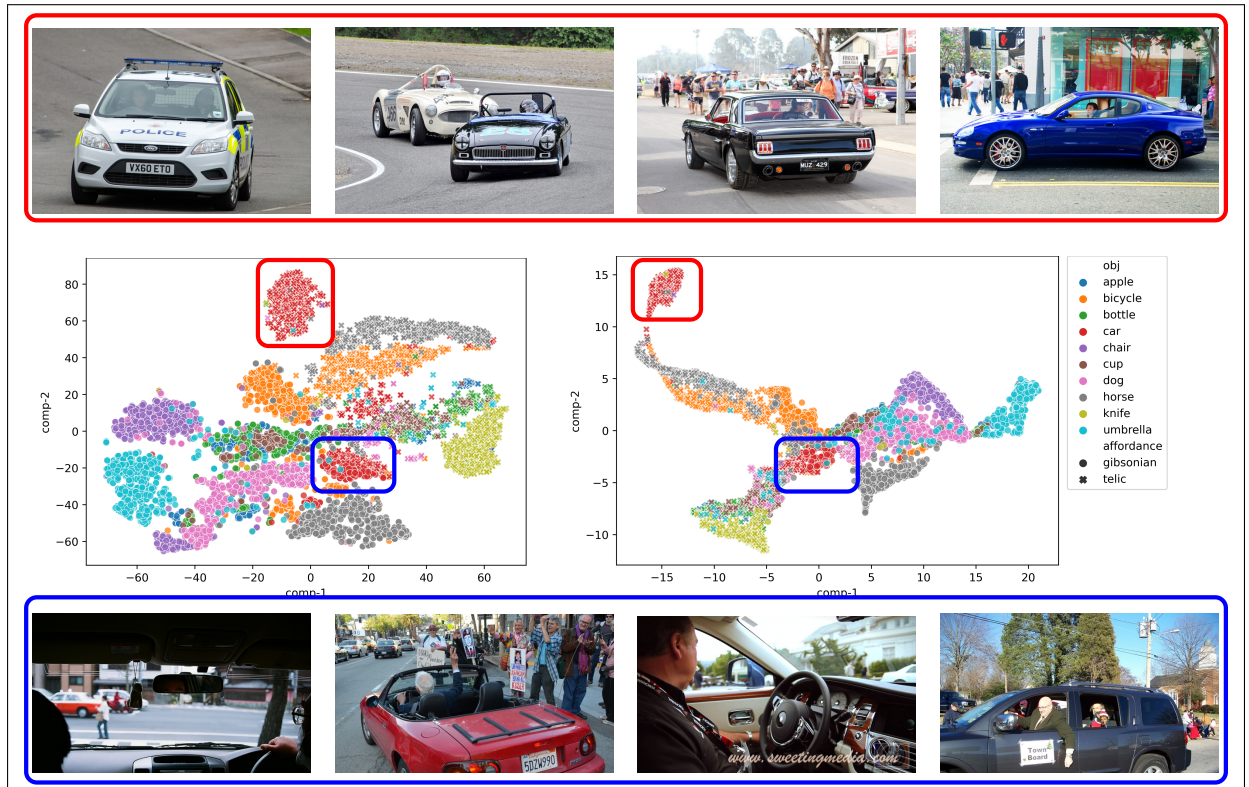 POLICE
VX60 ETO
FROZEN
MUZ 429
80
60
40
20
0
−20
−40
−60
comp-2
−60
−40
−20
0
20
40
60
comp-1
15
10
5
0
−5
−10
comp-2
−15
−10
−5
0
5
10
15
20
comp-1
obj
apple
bicycle
bottle
car
chair
cup
dog
horse
knife
umbrella
affordance
gibsonian
telic
5DZW990
www.sweetingmedia.com
Town
Board